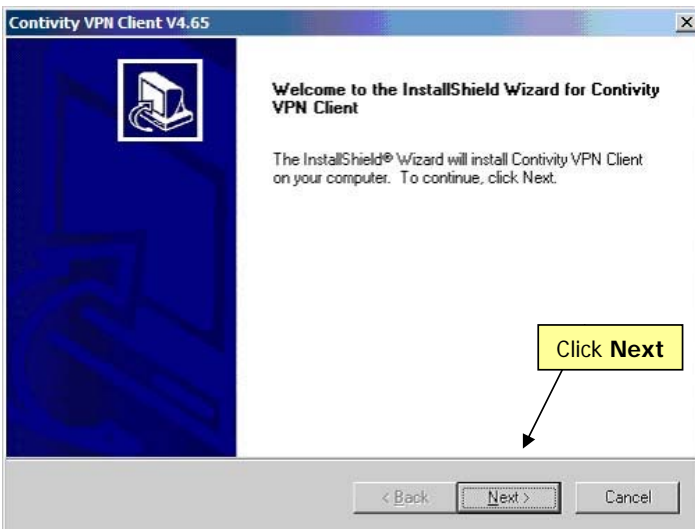 Contivity VPN Client V4.65
Welcome to the InstallShield Wizard for Contivity
VPN Client
The InstallShield® Wizard will install Contivity VPN Client
on your computer. To continue, click Next.
Click Next
< Back
Next >
Cancel